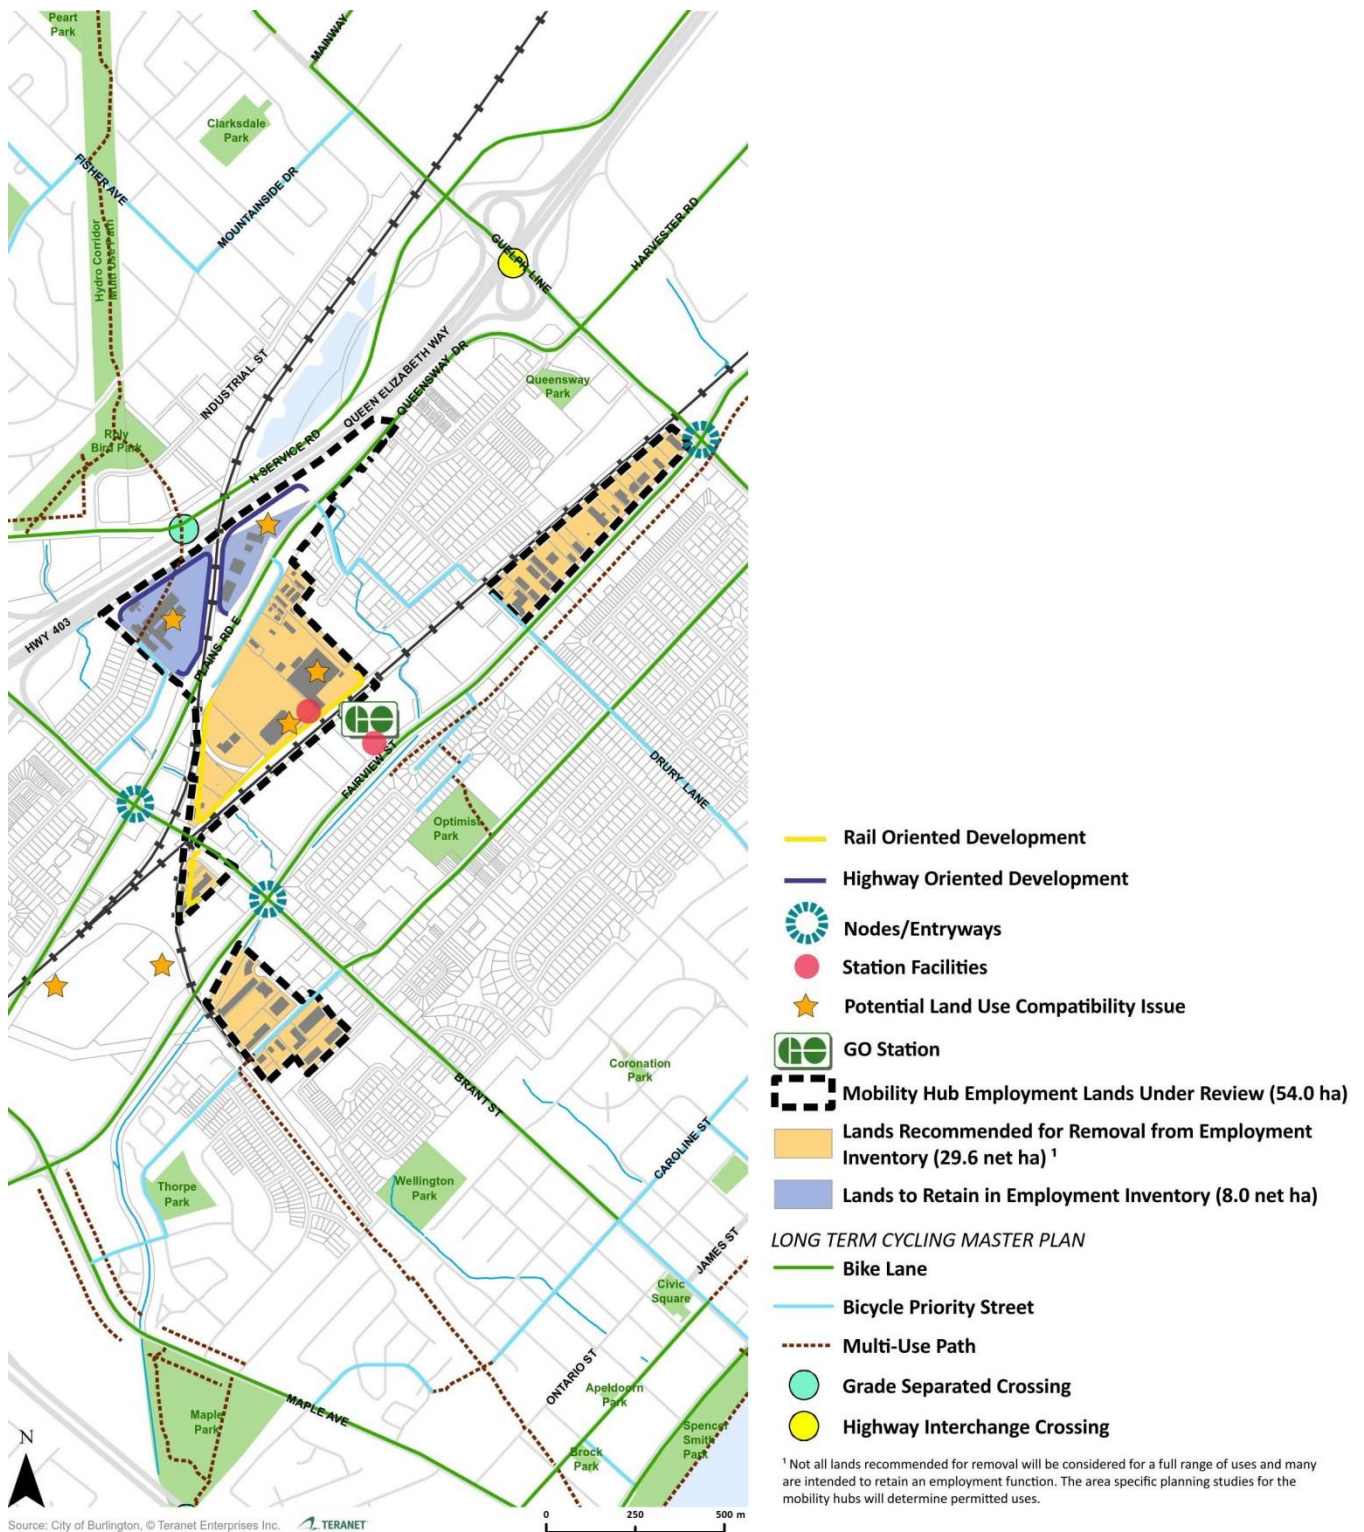 Peart
Park
MAINWAY
Clarksdale
Park
FISHER AVE
MOUNTAINSIDE DR
Hydro Corridor
Multi Use Path
GUELPH LINE
HARVESTER RD
INDUSTRIAL ST
QUEEN ELIZABETH WAY
QUEENSWAY DR
Queensway
Park
Roly
Bird Park
N SERVICE RD
HWY 403
PLAINS RD E
GO
FAIRVIEW ST
DRURY LANE
Optimist
Park
BRANT ST
Coronation
Park
CAROLINE ST
Thorpe
Park
Wellington
Park
JAMES ST
Civic
Square
ONTARIO ST
Apeldoorn
Park
MAPLE AVE
Maple
Park
Spencer
Smith
Park
Brock
Park
N
Source: City of Burlington, © Teranet Enterprises Inc.
TERANET
0 250 500 m
Rail Oriented Development
Highway Oriented Development
Nodes/Entryways
Station Facilities
Potential Land Use Compatibility Issue
GO Station
Mobility Hub Employment Lands Under Review (54.0 ha)
Lands Recommended for Removal from Employment
Inventory (29.6 net ha) ¹
Lands to Retain in Employment Inventory (8.0 net ha)
LONG TERM CYCLING MASTER PLAN
Bike Lane
Bicycle Priority Street
Multi-Use Path
Grade Separated Crossing
Highway Interchange Crossing
¹ Not all lands recommended for removal will be considered for a full range of uses and many
are intended to retain an employment function. The area specific planning studies for the
mobility hubs will determine permitted uses.